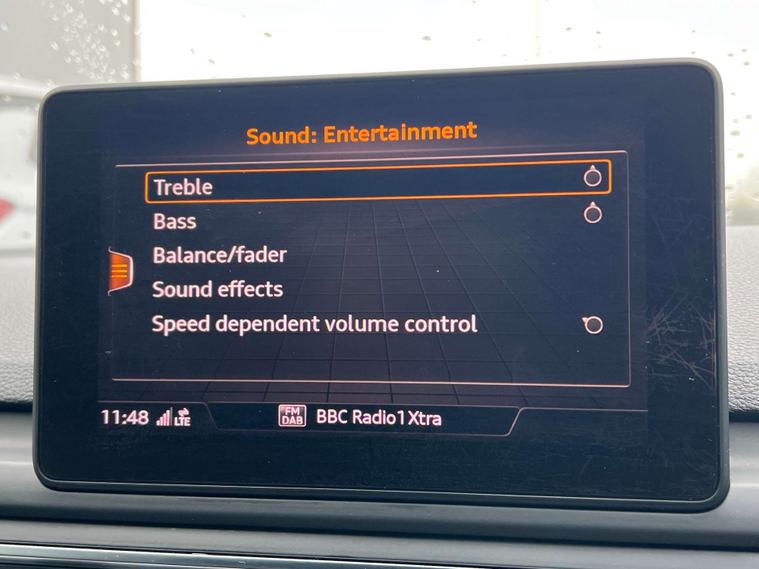 Sound: Entertainment
Treble
Bass
Balance/fader
Sound effects
Speed dependent volume control
11:48 LTE FM DAB BBC Radio1Xtra